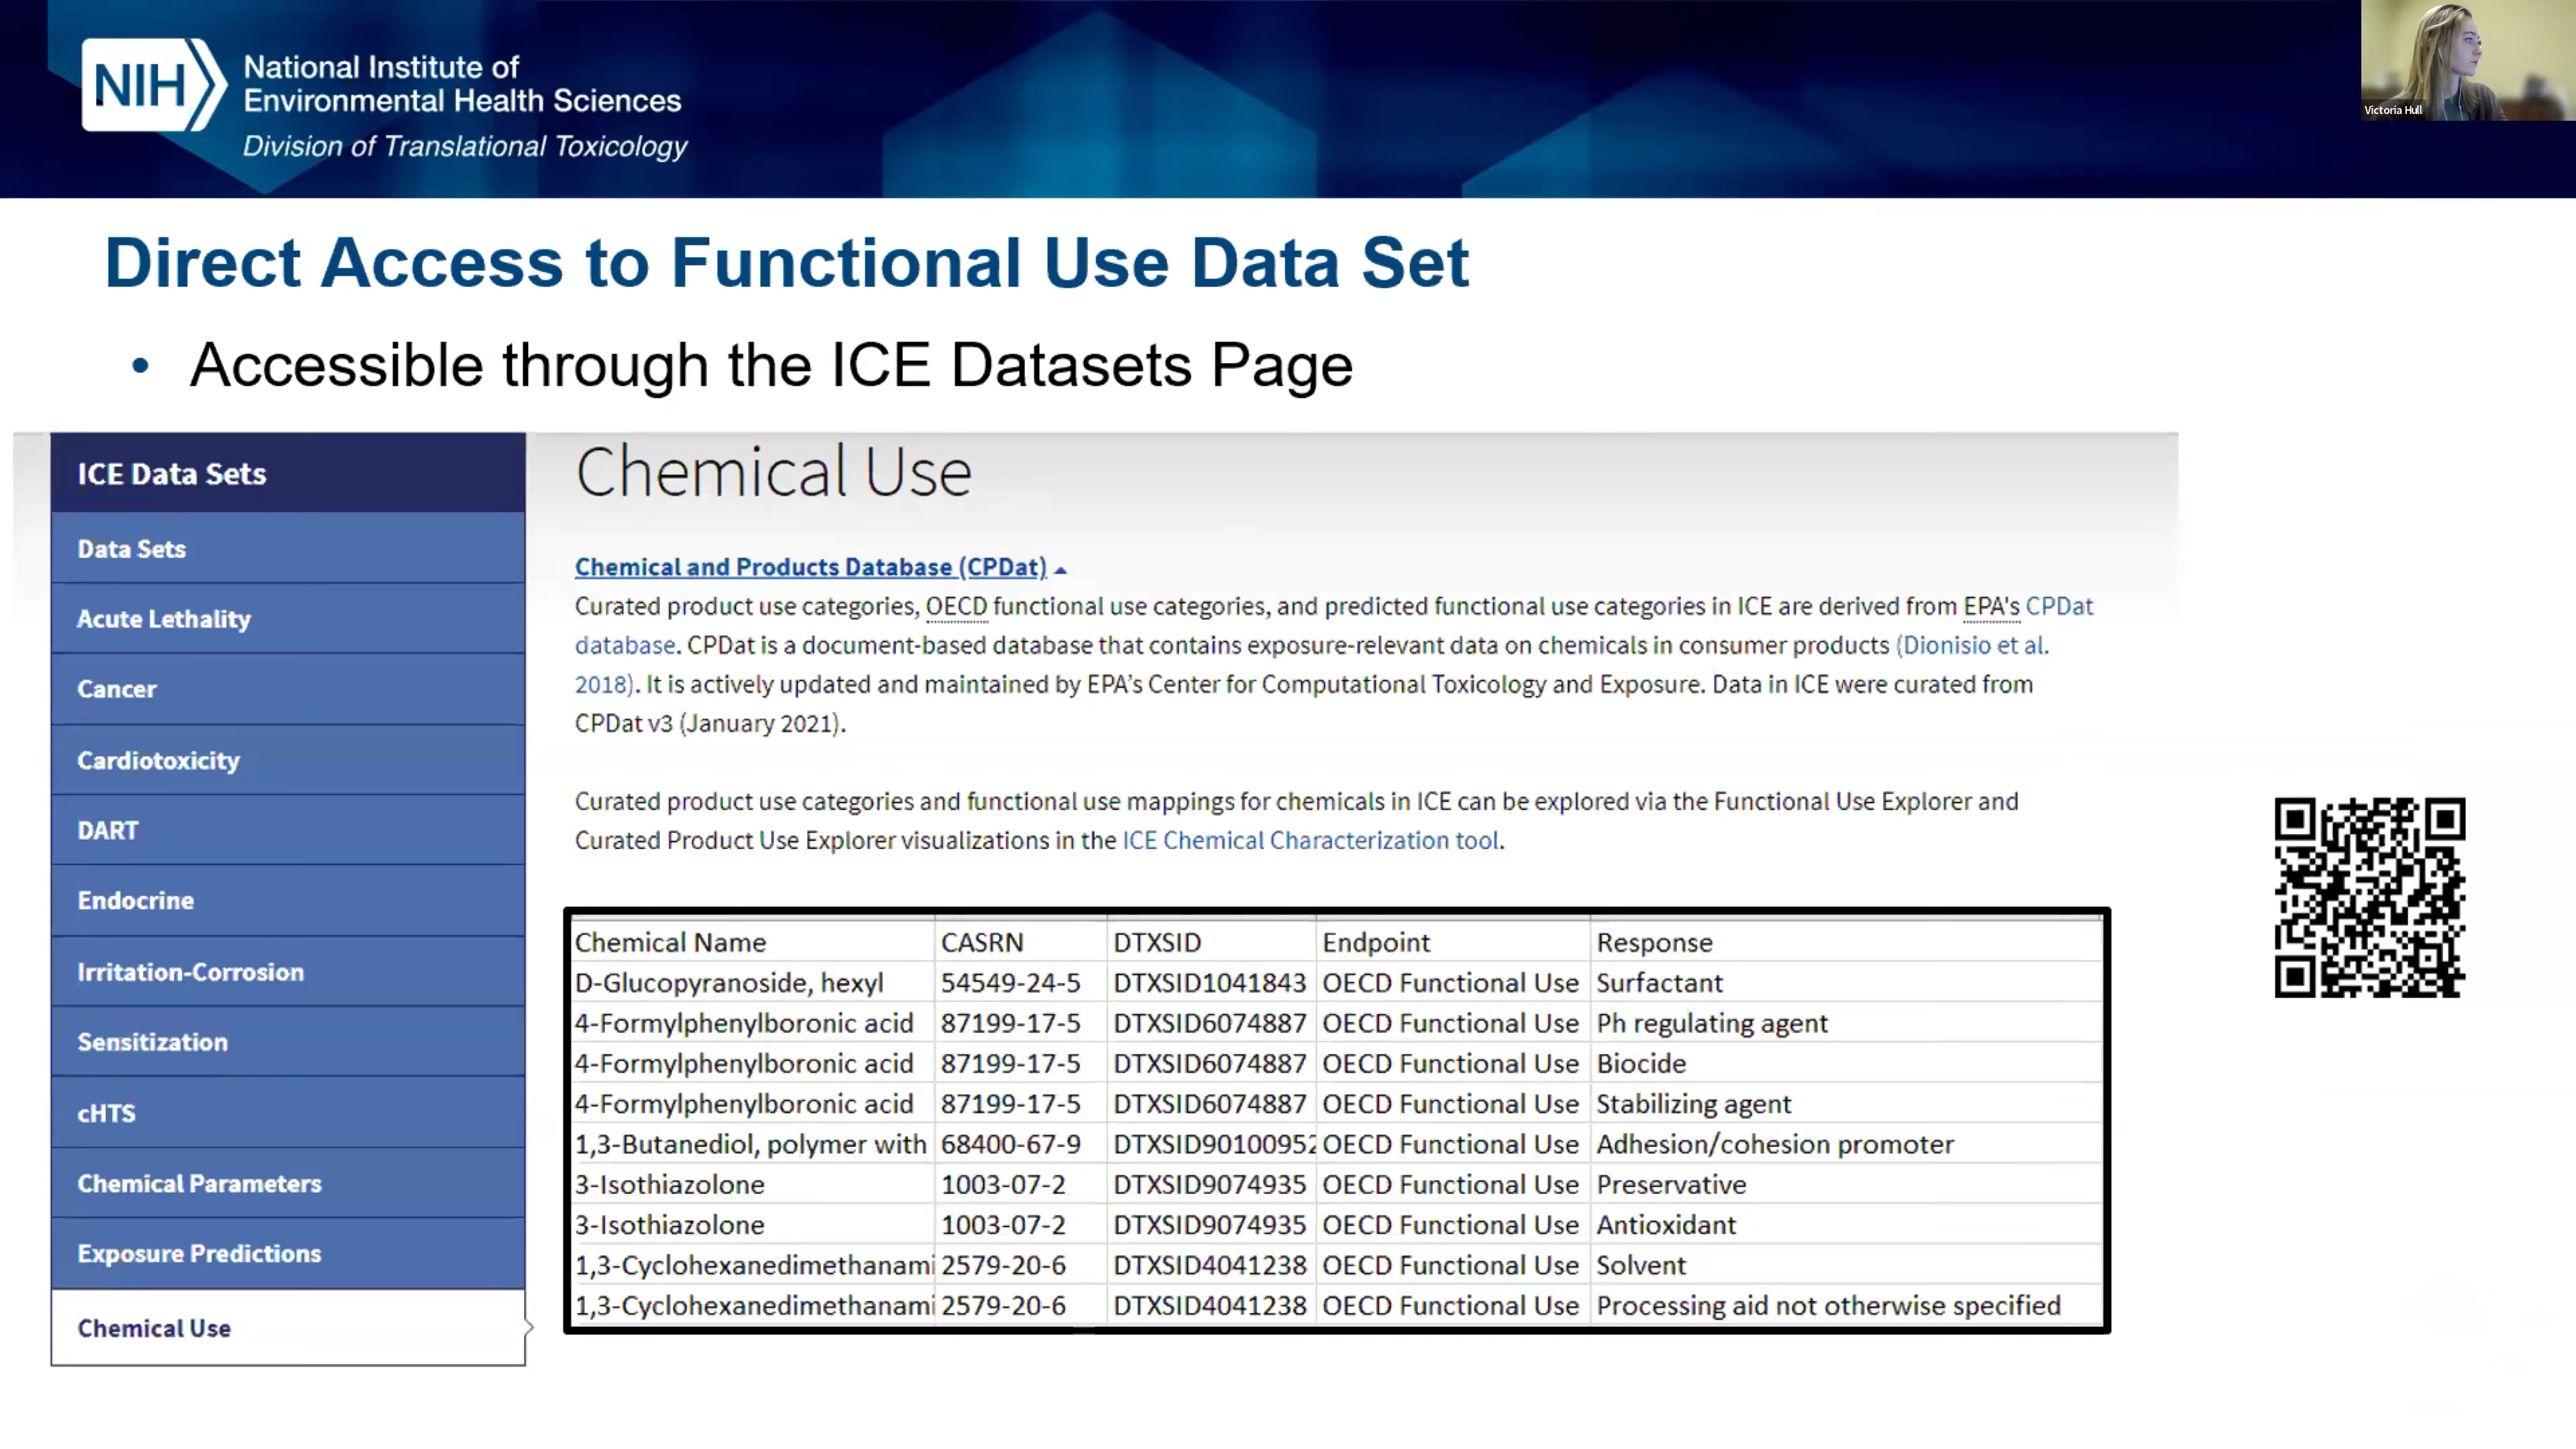 NIH
National Institute of
Environmental Health Sciences
Division of Translational Toxicology
Victoria Hull
Direct Access to Functional Use Data Set
• Accessible through the ICE Datasets Page
ICE Data Sets
Data Sets
Acute Lethality
Cancer
Cardiotoxicity
DART
Endocrine
Irritation-Corrosion
Sensitization
cHTS
Chemical Parameters
Exposure Predictions
Chemical Use
Chemical Use
Chemical and Products Database (CPDat)
Curated product use categories, OECD functional use categories, and predicted functional use categories in ICE are derived from EPA's CPDat
database. CPDat is a document-based database that contains exposure-relevant data on chemicals in consumer products (Dionisio et al.
2018). It is actively updated and maintained by EPA's Center for Computational Toxicology and Exposure. Data in ICE were curated from
CPDat v3 (January 2021).
Curated product use categories and functional use mappings for chemicals in ICE can be explored via the Functional Use Explorer and
Curated Product Use Explorer visualizations in the ICE Chemical Characterization tool.
Chemical Name CASRN DTXSID Endpoint Response
D-Glucopyranoside, hexyl 54549-24-5 DTXSID1041843 OECD Functional Use Surfactant
4-Formylphenylboronic acid 87199-17-5 DTXSID6074887 OECD Functional Use Ph regulating agent
4-Formylphenylboronic acid 87199-17-5 DTXSID6074887 OECD Functional Use Biocide
4-Formylphenylboronic acid 87199-17-5 DTXSID6074887 OECD Functional Use Stabilizing agent
1,3-Butanediol, polymer with 68400-67-9 DTXSID90100952 OECD Functional Use Adhesion/cohesion promoter
3-Isothiazolone 1003-07-2 DTXSID9074935 OECD Functional Use Preservative
3-Isothiazolone 1003-07-2 DTXSID9074935 OECD Functional Use Antioxidant
1,3-Cyclohexanedimethanami 2579-20-6 DTXSID4041238 OECD Functional Use Solvent
1,3-Cyclohexanedimethanami 2579-20-6 DTXSID4041238 OECD Functional Use Processing aid not otherwise specified